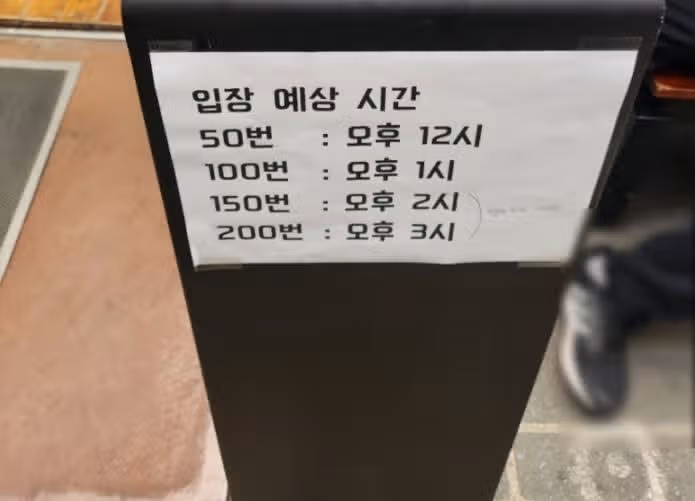 입장 예상 시간
50번 : 오후 12시
100번 : 오후 1시
150번 : 오후 2시
200번 : 오후 3시